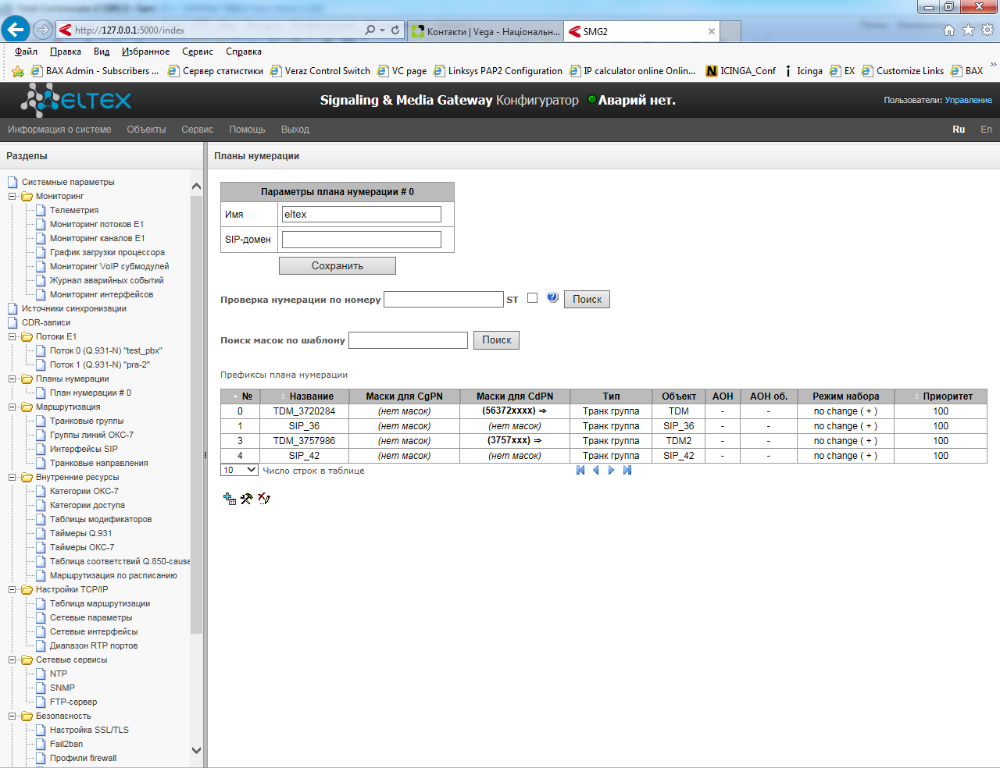 http://127.0.0.1:5000/index
Контакти | Vega - Національн...
SMG2
Файл Правка Вид Избранное Сервис Справка
BAX Admin - Subscribers ... Сервер статистики Veraz Control Switch VC page Linksys PAP2 Configuration IP calculator online Onlin... ICINGA_Conf Icinga EX Customize Links BAX »
ELTEX
Signaling & Media Gateway Конфигуратор Аварий нет.
Пользователи: Управление
Информация о системе Объекты Сервис Помощь Выход Ru En
Разделы
Системные параметры
Мониторинг
Телеметрия
Мониторинг потоков E1
Мониторинг каналов E1
График загрузки процессора
Мониторинг VoIP субмодулей
Журнал аварийных событий
Мониторинг интерфейсов
Источники синхронизации
CDR-записи
Потоки E1
Поток 0 (Q.931-N) "test_pbx"
Поток 1 (Q.931-N) "pra-2"
Планы нумерации
План нумерации # 0
Маршрутизация
Транковые группы
Группы линий ОКС-7
Интерфейсы SIP
Транковые направления
Внутренние ресурсы
Категории ОКС-7
Категории доступа
Таблицы модификаторов
Таймеры Q.931
Таймеры ОКС-7
Таблица соответствий Q.850-cause
Маршрутизация по расписанию
Настройки TCP/IP
Таблица маршрутизации
Сетевые параметры
Сетевые интерфейсы
Диапазон RTP портов
Сетевые сервисы
NTP
SNMP
FTP-сервер
Безопасность
Настройка SSL/TLS
Fail2ban
Профили firewall
Планы нумерации
Параметры плана нумерации # 0
Имя eltex
SIP-домен
Сохранить
Проверка нумерации по номеру ST ? Поиск
Поиск масок по шаблону Поиск
Префиксы плана нумерации
№ Название Маски для CgPN Маски для CdPN Тип Объект АОН АОН об. Режим набора Приоритет
0 TDM_3720284 (нет масок) (56372xxxx) ⇒ Транк группа TDM - - no change ( + ) 100
1 SIP_36 (нет масок) (нет масок) Транк группа SIP_36 - - no change ( + ) 100
3 TDM_3757986 (нет масок) (3757xxx) ⇒ Транк группа TDM2 - - no change ( + ) 100
4 SIP_42 (нет масок) (нет масок) Транк группа SIP_42 - - no change ( + ) 100
10 Число строк в таблице